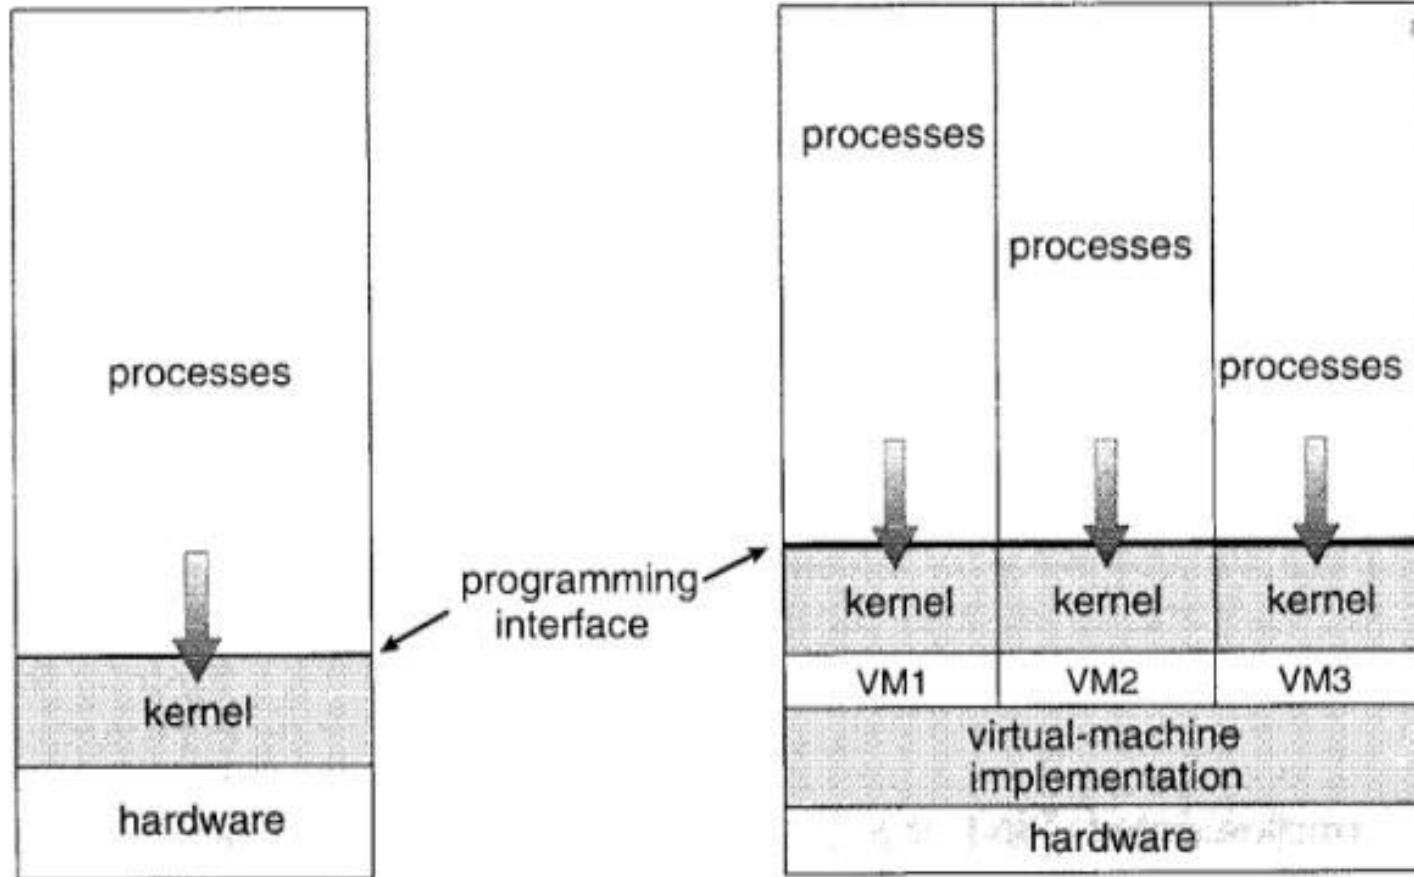 processes
kernel
hardware
programming
interface
processes
processes
processes
kernel
kernel
kernel
VM1
VM2
VM3
virtual-machine
implementation
hardware